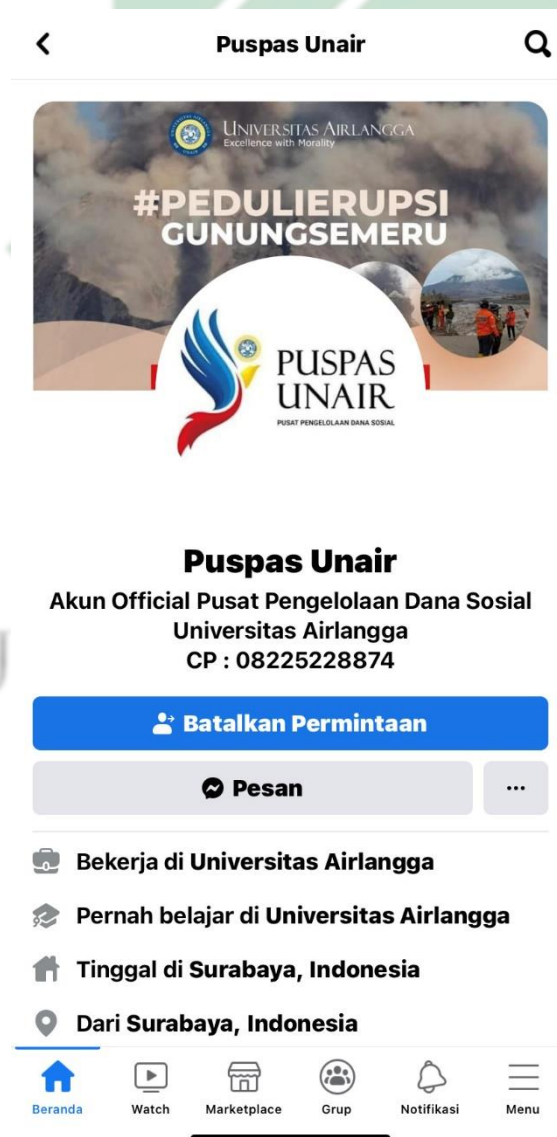 Puspas Unair
UNIVERSITAS AIRLANGGA
Excellence with Morality
#PEDULIERUPSI
GUNUNGSEMERU
PUSPAS
UNAIR
PUSAT PENGELOLAAN DANA SOSIAL
Puspas Unair
Akun Official Pusat Pengelolaan Dana Sosial
Universitas Airlangga
CP : 08225228874
Batalkan Permintaan
Pesan
Bekerja di Universitas Airlangga
Pernah belajar di Universitas Airlangga
Tinggal di Surabaya, Indonesia
Dari Surabaya, Indonesia
Beranda Watch Marketplace Grup Notifikasi Menu